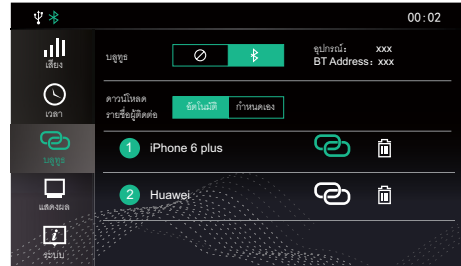 00:02
เสียง
บลูทูธ
อุปกรณ์: xxx
BT Address: xxx
เวลา
ดาวน์โหลด
รายชื่อผู้ติดต่อ
อัตโนมัติ กำหนดเอง
บลูทูธ
1 iPhone 6 plus
2 Huawei
แสดงผล
ระบบ